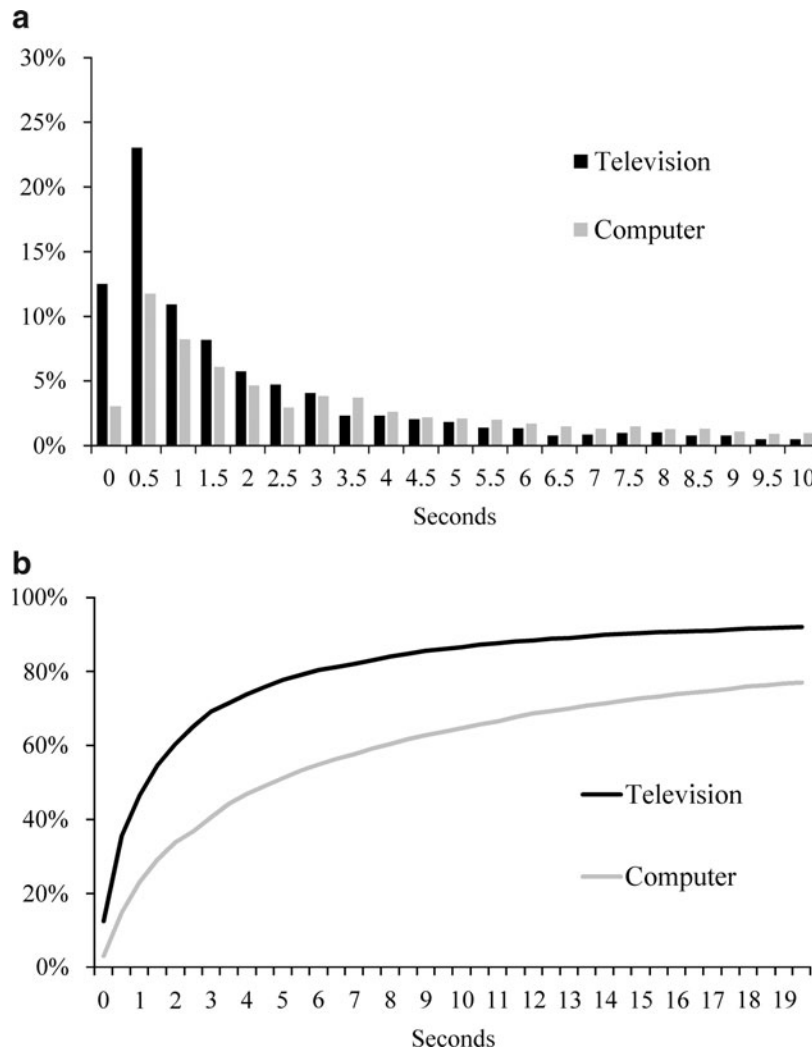 a
30%
25%
20%
15%
10%
5%
0%
Television
Computer
0 0.5 1 1.5 2 2.5 3 3.5 4 4.5 5 5.5 6 6.5 7 7.5 8 8.5 9 9.5 10
Seconds
b
100%
80%
60%
40%
20%
0%
Television
Computer
0 1 2 3 4 5 6 7 8 9 10 11 12 13 14 15 16 17 18 19
Seconds